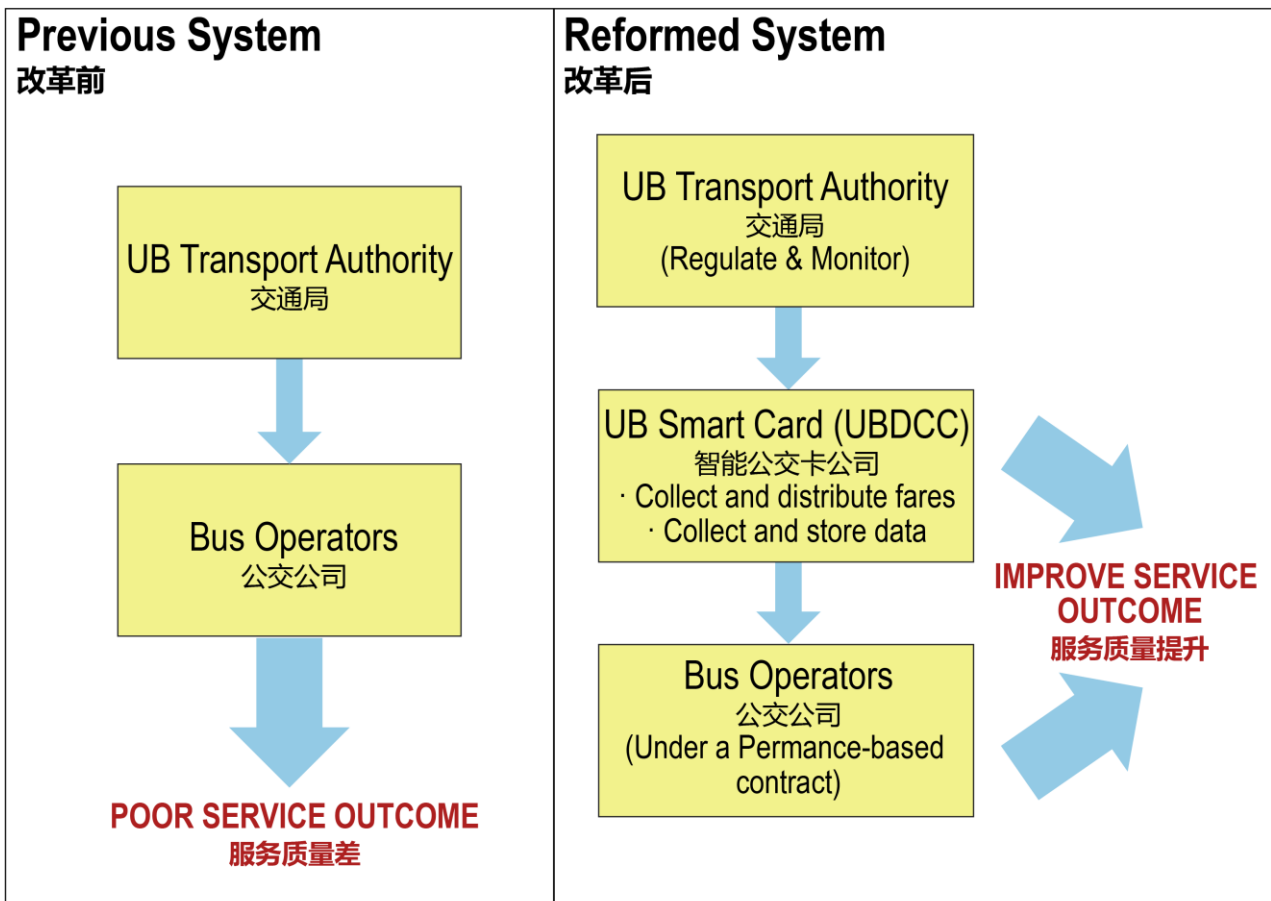 Previous System
改革前
UB Transport Authority
交通局
Bus Operators
公交公司
POOR SERVICE OUTCOME
服务质量差
Reformed System
改革后
UB Transport Authority
交通局
(Regulate & Monitor)
UB Smart Card (UBDCC)
智能公交卡公司
· Collect and distribute fares
· Collect and store data
Bus Operators
公交公司
(Under a Permance-based
contract)
IMPROVE SERVICE
OUTCOME
服务质量提升